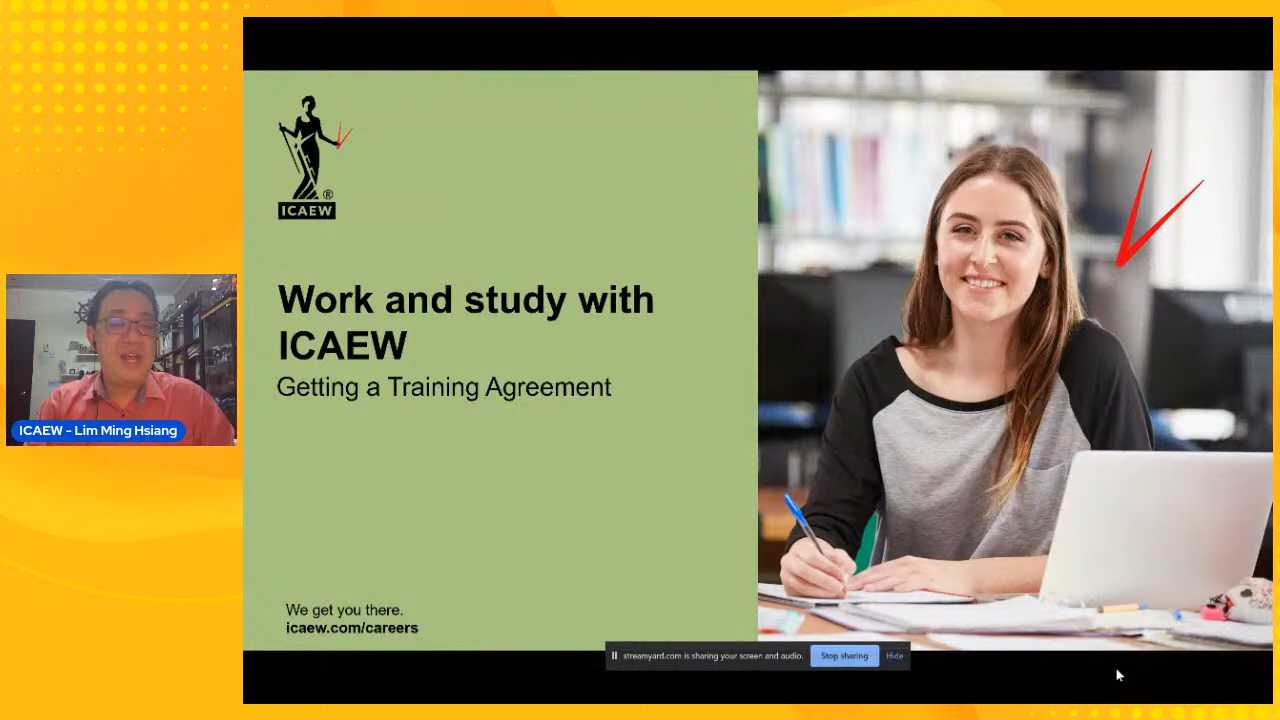 ®
ICAEW
Work and study with
ICAEW
Getting a Training Agreement
We get you there.
icaew.com/careers
ICAEW - Lim Ming Hsiang
streamyard.com is sharing your screen and audio.
Stop sharing
Hide